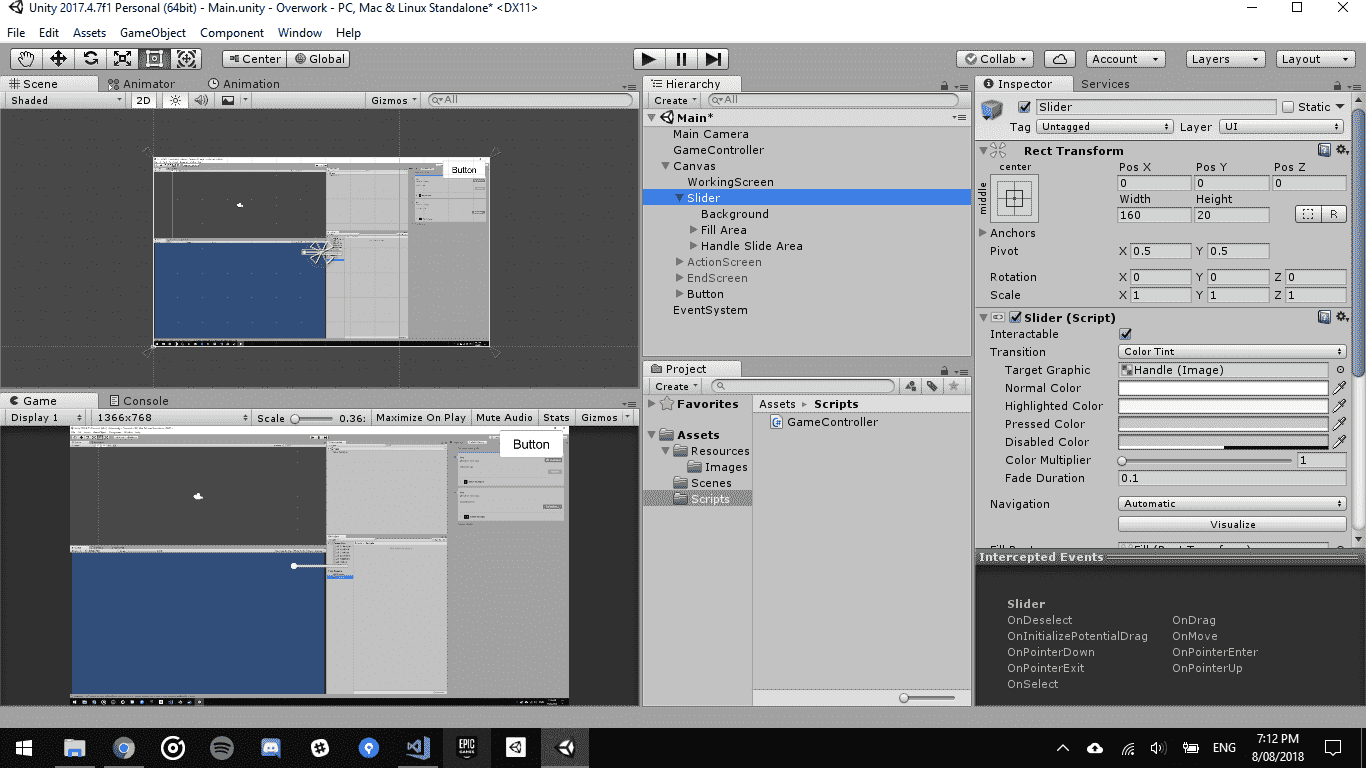 Unity 2017.4.7f1 Personal (64bit) - Main.unity - Overwork - PC, Mac & Linux Standalone* <DX11>
File Edit Assets GameObject Component Window Help
Center Global Collab Account Layers Layout
Scene Animator Animation
Shaded 2D Gizmos All
Button
Game Console
Display 1 1366x768 Scale 0.36: Maximize On Play Mute Audio Stats Gizmos
Button
Hierarchy
Create All
Main*
Main Camera
GameController
Canvas
WorkingScreen
Slider
Background
Fill Area
Handle Slide Area
ActionScreen
EndScreen
Button
EventSystem
Project
Create
Favorites
Assets
Resources
Images
Scenes
Scripts
Assets ▸ Scripts
GameController
Inspector Services
Slider Static
Tag Untagged Layer UI
Rect Transform
center
middle
Pos X Pos Y Pos Z
0 0 0
Width Height
160 20
R
Anchors
Pivot X 0.5 Y 0.5
Rotation X 0 Y 0 Z 0
Scale X 1 Y 1 Z 1
Slider (Script)
Interactable
Transition Color Tint
Target Graphic Handle (Image)
Normal Color
Highlighted Color
Pressed Color
Disabled Color
Color Multiplier 1
Fade Duration 0.1
Navigation Automatic
Visualize
Intercepted Events
Slider
OnDeselect OnDrag
OnInitializePotentialDrag OnMove
OnPointerDown OnPointerEnter
OnPointerExit OnPointerUp
OnSelect
EPIC GAMES
ENG
7:12 PM
8/08/2018